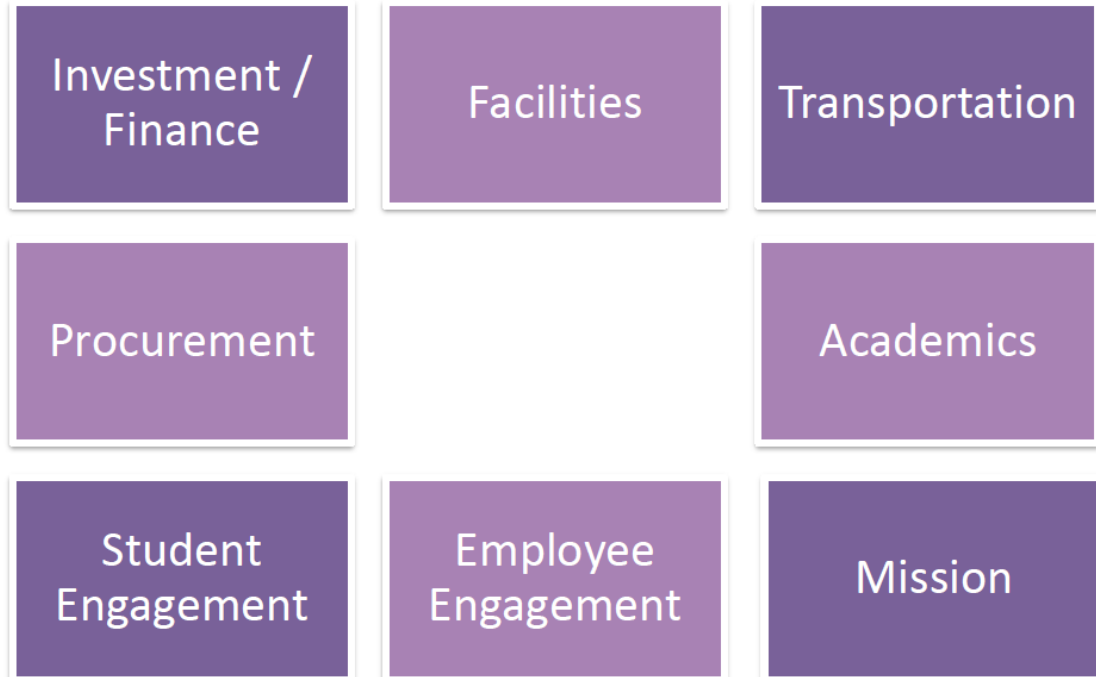 Investment /
Finance
Facilities
Transportation
Procurement
Academics
Student
Engagement
Employee
Engagement
Mission